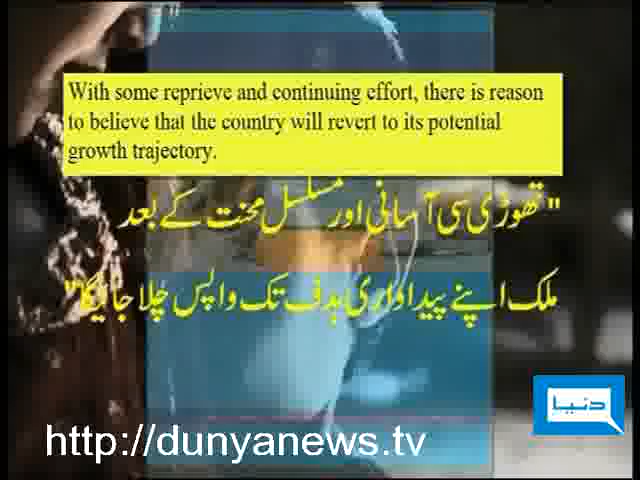 With some reprieve and continuing effort, there is reason
to believe that the country will revert to its potential
growth trajectory.
"تھوڑی سی آسانی اور مسلسل محنت کے بعد
ملک اپنے پیداواری ہدف تک واپس چلا جائیگا"
دنیا
http://dunyanews.tv